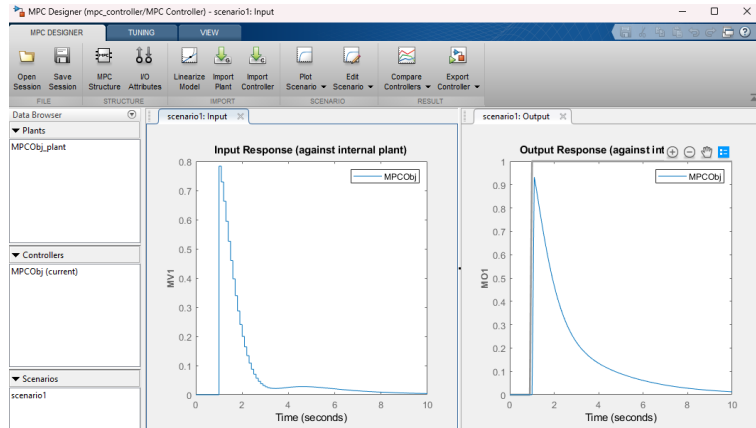 MPC Designer (mpc_controller/MPC Controller) - scenario1: Input
MPC DESIGNER TUNING VIEW
Open Session
Save Session
MPC Structure
I/O Attributes
Linearize Model
Import Plant
Import Controller
Plot Scenario
Edit Scenario
Compare Controllers
Export Controller
FILE STRUCTURE IMPORT SCENARIO RESULT
Data Browser
Plants
MPCObj_plant
Controllers
MPCObj (current)
Scenarios
scenario1
scenario1: Input
Input Response (against internal plant)
MPCObj
MV1
0.8
0.7
0.6
0.5
0.4
0.3
0.2
0.1
0
0 2 4 6 8 10
Time (seconds)
scenario1: Output
Output Response (against int
MPCObj
MO1
1
0.9
0.8
0.7
0.6
0.5
0.4
0.3
0.2
0.1
0
0 2 4 6 8 10
Time (seconds)